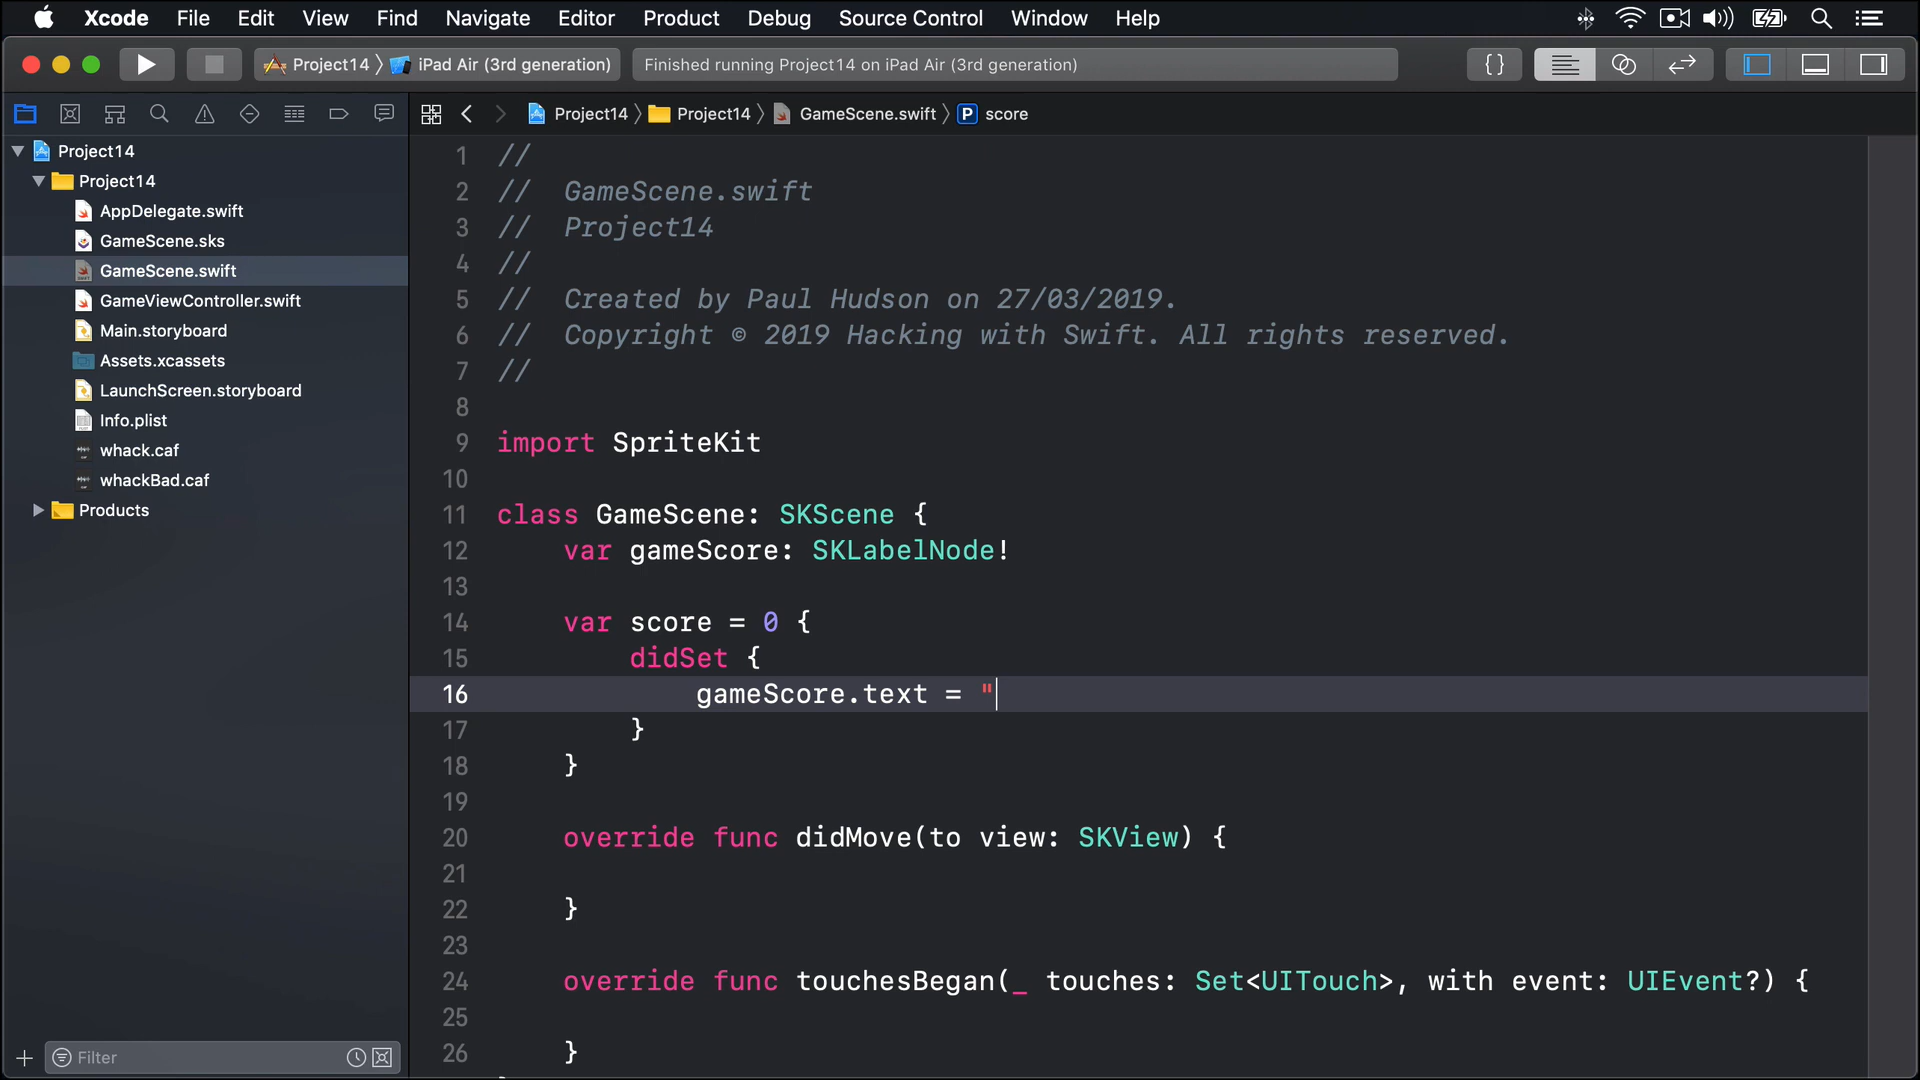 Xcode File Edit View Find Navigate Editor Product Debug Source Control Window Help
Project14 iPad Air (3rd generation) Finished running Project14 on iPad Air (3rd generation) {}
Project14 Project14 GameScene.swift P score
Project14
Project14
AppDelegate.swift
GameScene.sks
GameScene.swift
GameViewController.swift
Main.storyboard
Assets.xcassets
LaunchScreen.storyboard
Info.plist
whack.caf
whackBad.caf
Products
Filter
1 //
2 // GameScene.swift
3 // Project14
4 //
5 // Created by Paul Hudson on 27/03/2019.
6 // Copyright © 2019 Hacking with Swift. All rights reserved.
7 //
8
9 import SpriteKit
10
11 class GameScene: SKScene {
12 var gameScore: SKLabelNode!
13
14 var score = 0 {
15 didSet {
16 gameScore.text = "
17 }
18 }
19
20 override func didMove(to view: SKView) {
21
22 }
23
24 override func touchesBegan(_ touches: Set<UITouch>, with event: UIEvent?) {
25
26 }